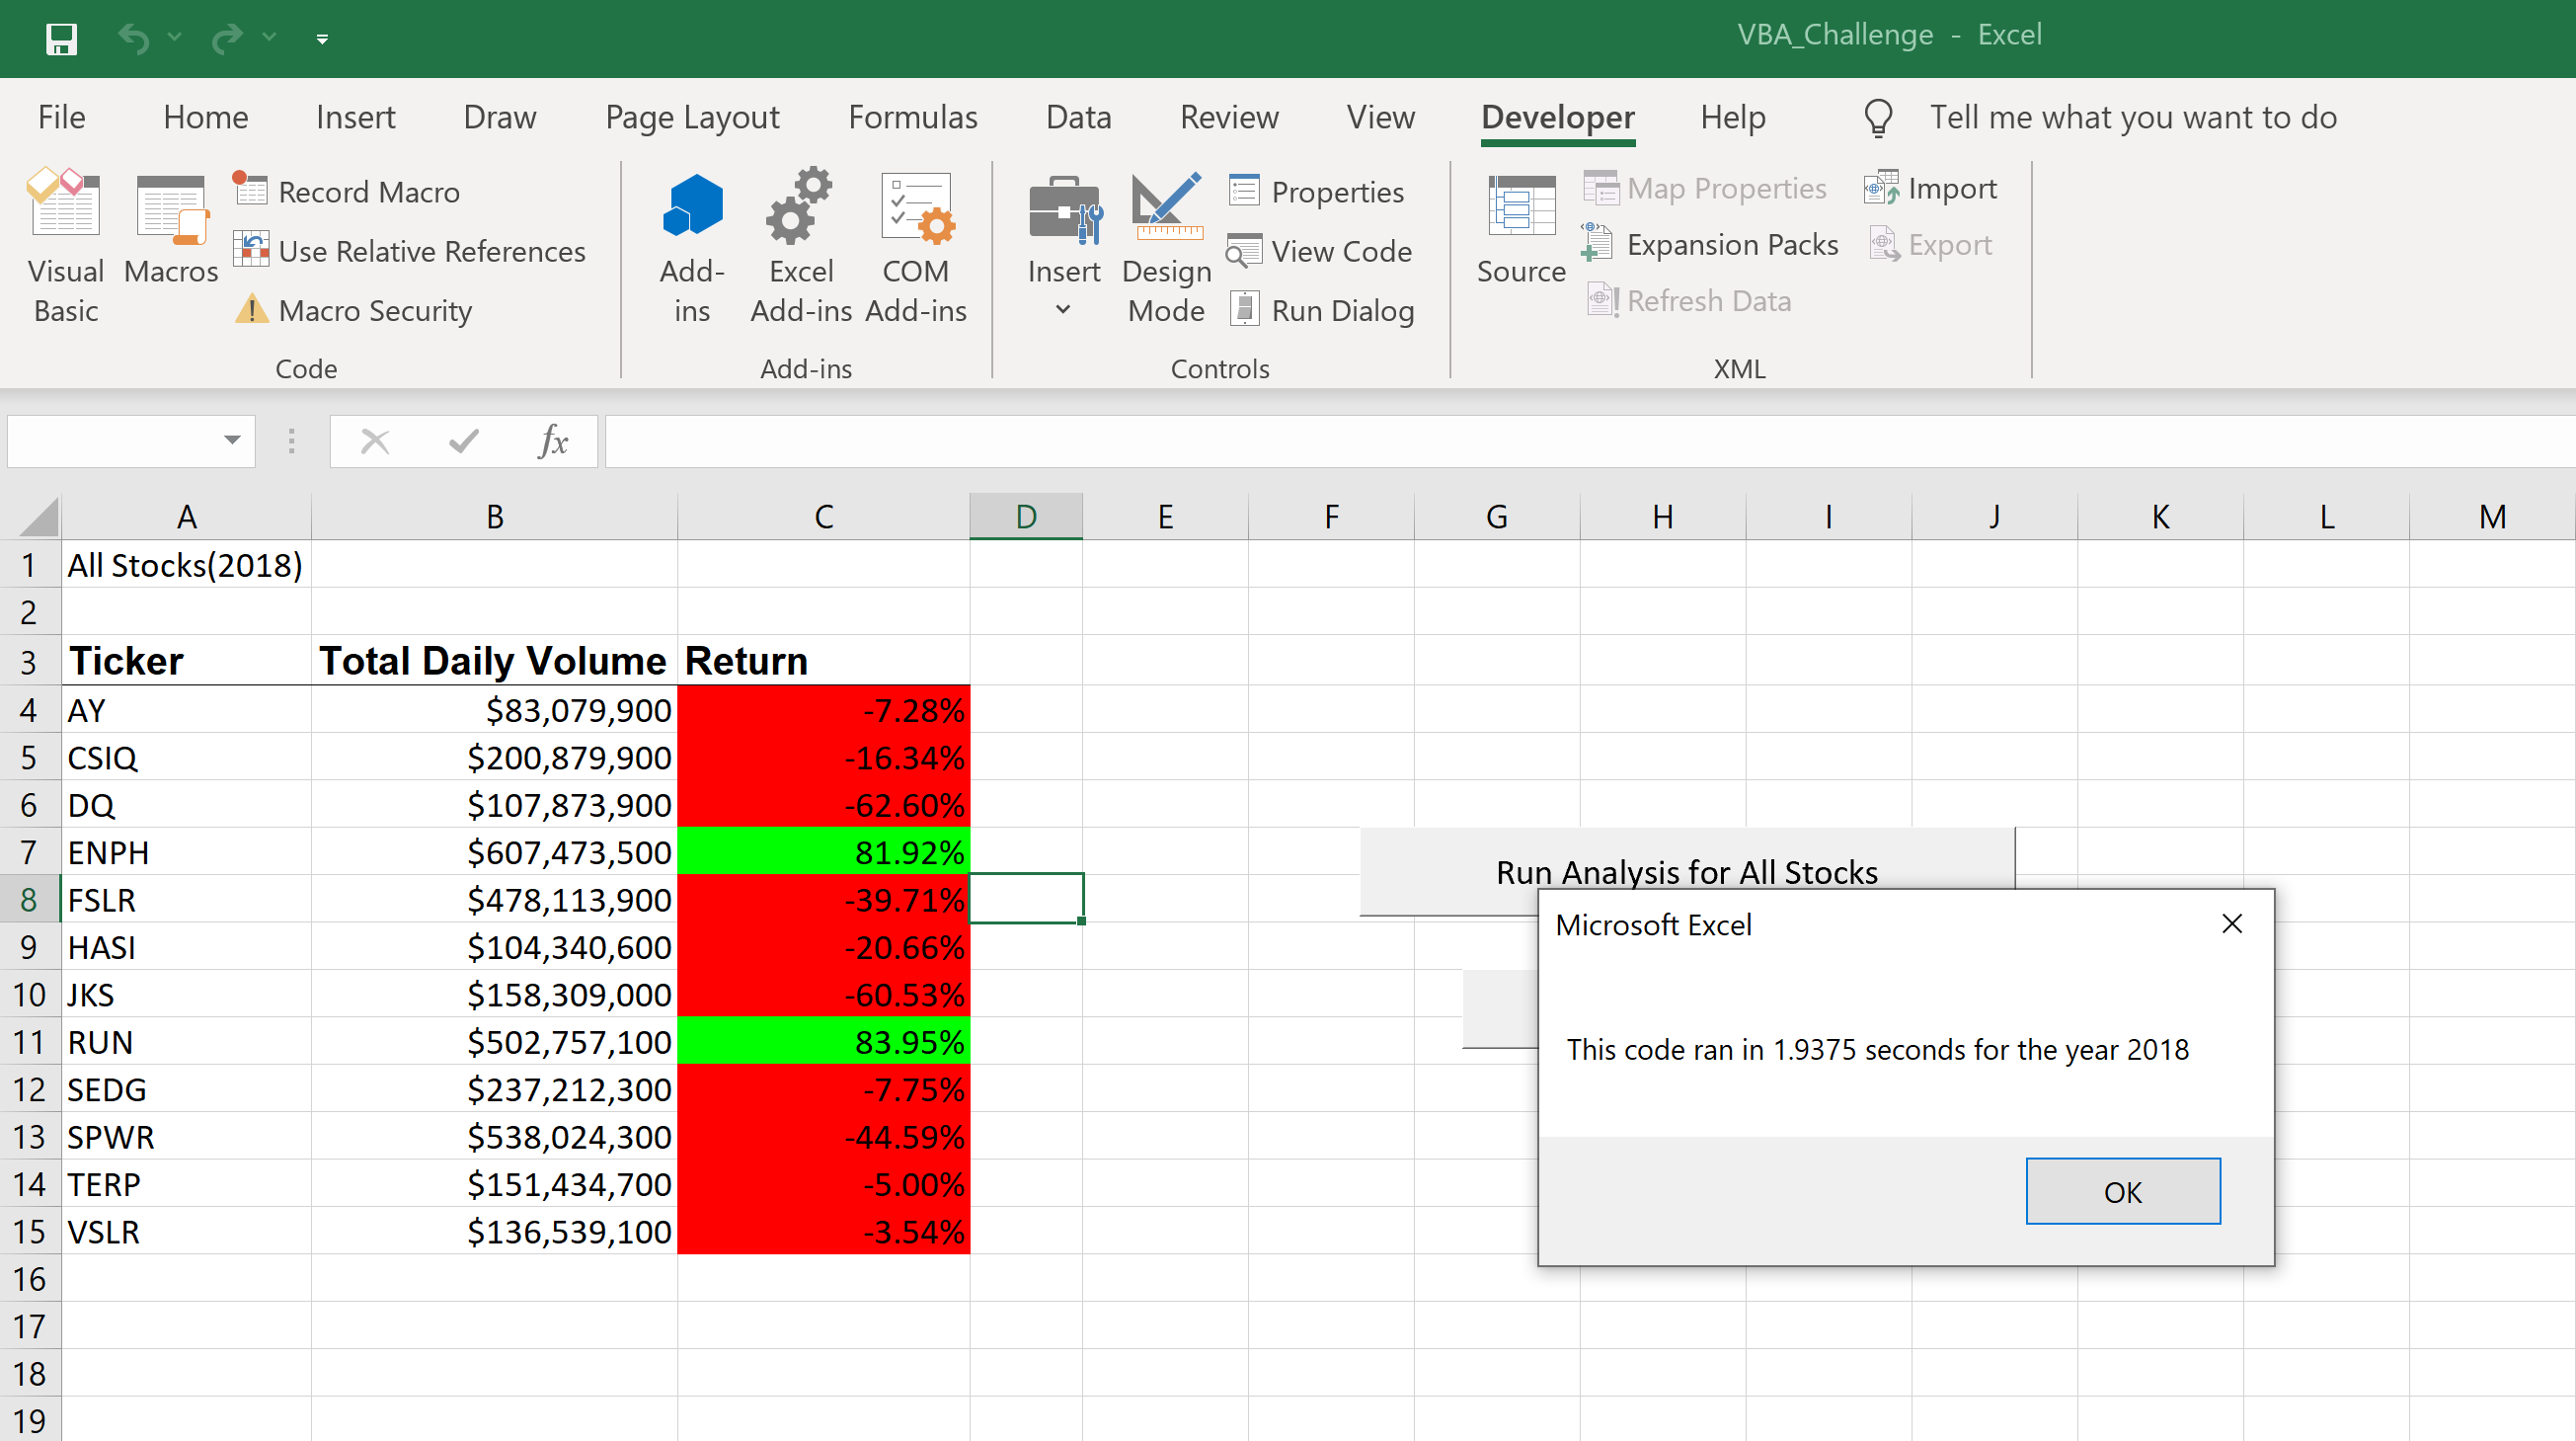 VBA_Challenge - Excel
File Home Insert Draw Page Layout Formulas Data Review View Developer Help Tell me what you want to do
Visual Basic
Macros
Record Macro
Use Relative References
Macro Security
Code
Add-ins
Excel Add-ins
COM Add-ins
Add-ins
Insert
Design Mode
Properties
View Code
Run Dialog
Controls
Source
Map Properties
Expansion Packs
Refresh Data
Import
Export
XML
fx
A B C D E F G H I J K L M
1 All Stocks(2018)
2
3 Ticker Total Daily Volume Return
4 AY $83,079,900 -7.28%
5 CSIQ $200,879,900 -16.34%
6 DQ $107,873,900 -62.60%
7 ENPH $607,473,500 81.92%
8 FSLR $478,113,900 -39.71%
9 HASI $104,340,600 -20.66%
10 JKS $158,309,000 -60.53%
11 RUN $502,757,100 83.95%
12 SEDG $237,212,300 -7.75%
13 SPWR $538,024,300 -44.59%
14 TERP $151,434,700 -5.00%
15 VSLR $136,539,100 -3.54%
16
17
18
19
Run Analysis for All Stocks
Microsoft Excel
This code ran in 1.9375 seconds for the year 2018
OK